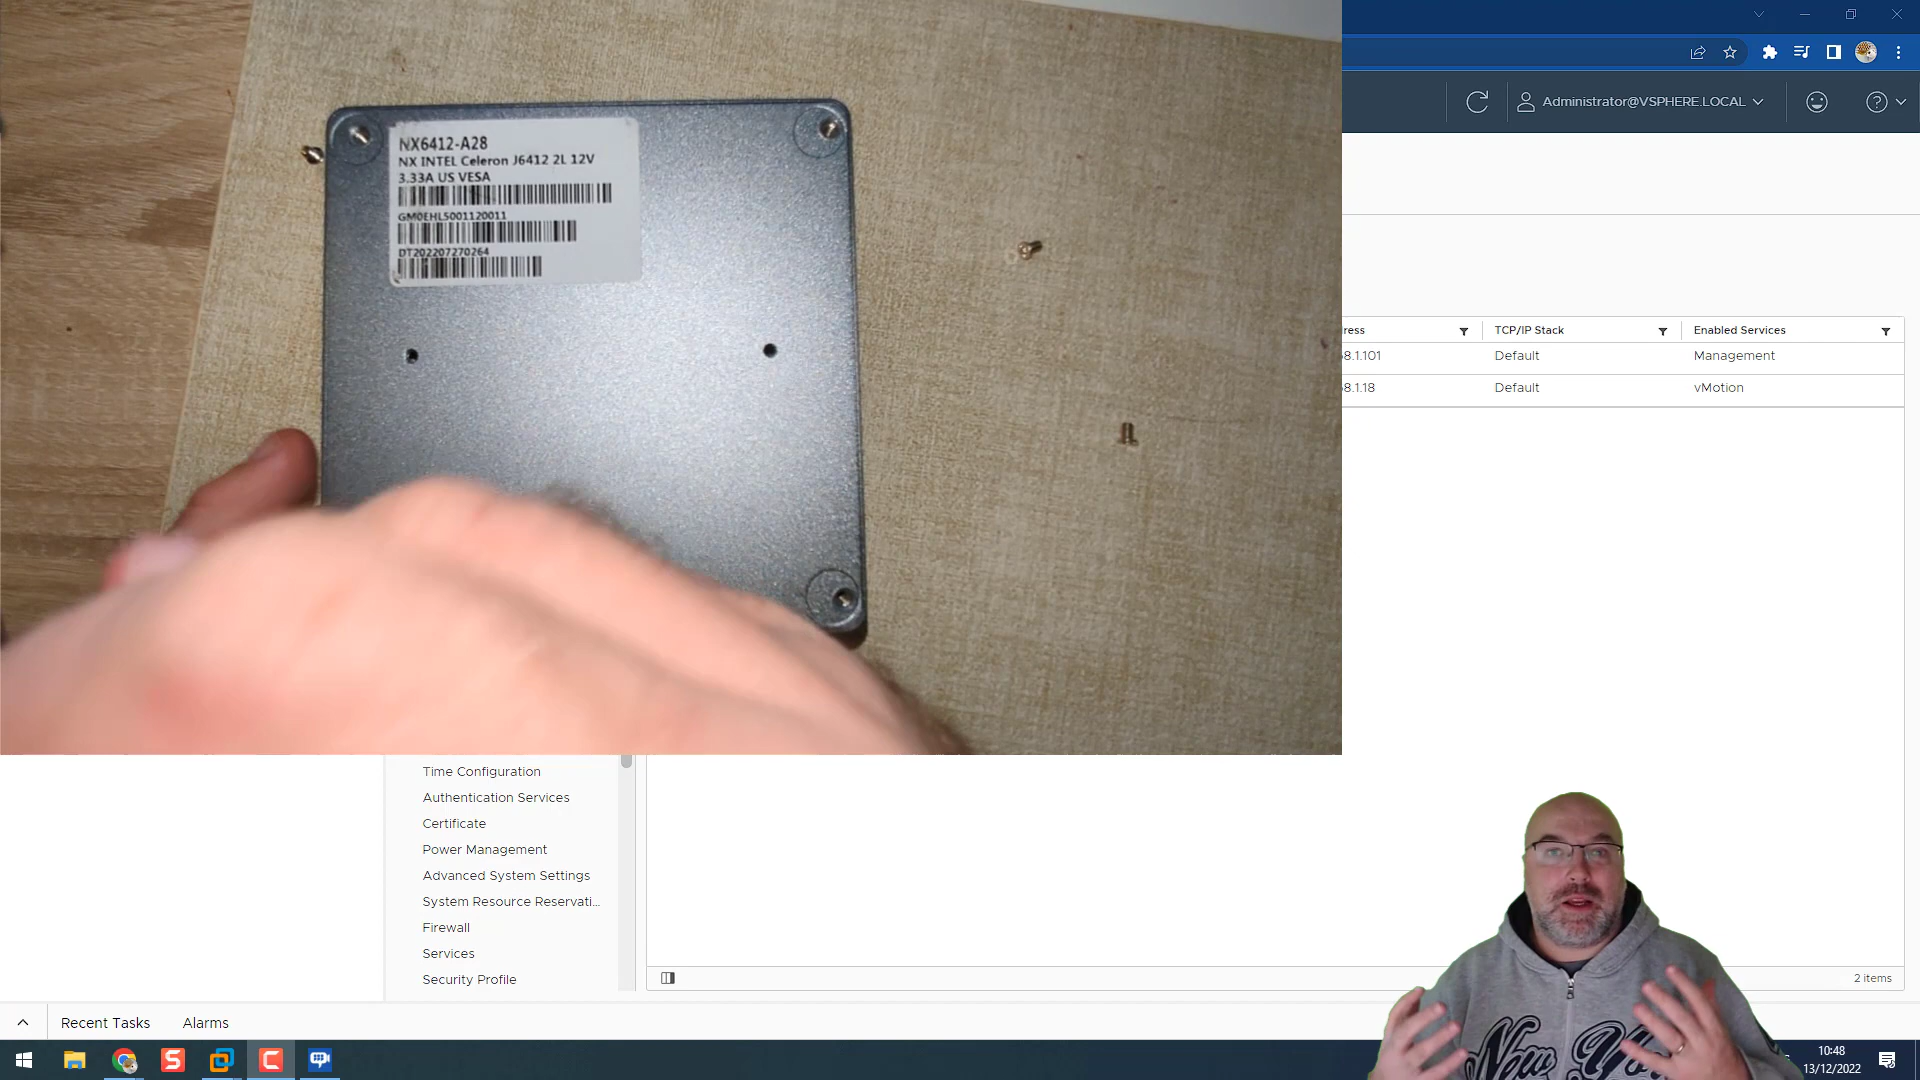 NX6412-A28
NX INTEL Celeron J6412 2L 12V
3.33A US VESA
GM0EHL5001120011
DT202207270264
Administrator@VSPHERE.LOCAL
ress
TCP/IP Stack
Enabled Services
8.1.101
Default
Management
8.1.18
Default
vMotion
Time Configuration
Authentication Services
Certificate
Power Management
Advanced System Settings
System Resource Reservati...
Firewall
Services
Security Profile
2 items
Recent Tasks
Alarms
New York
10:48
13/12/2022